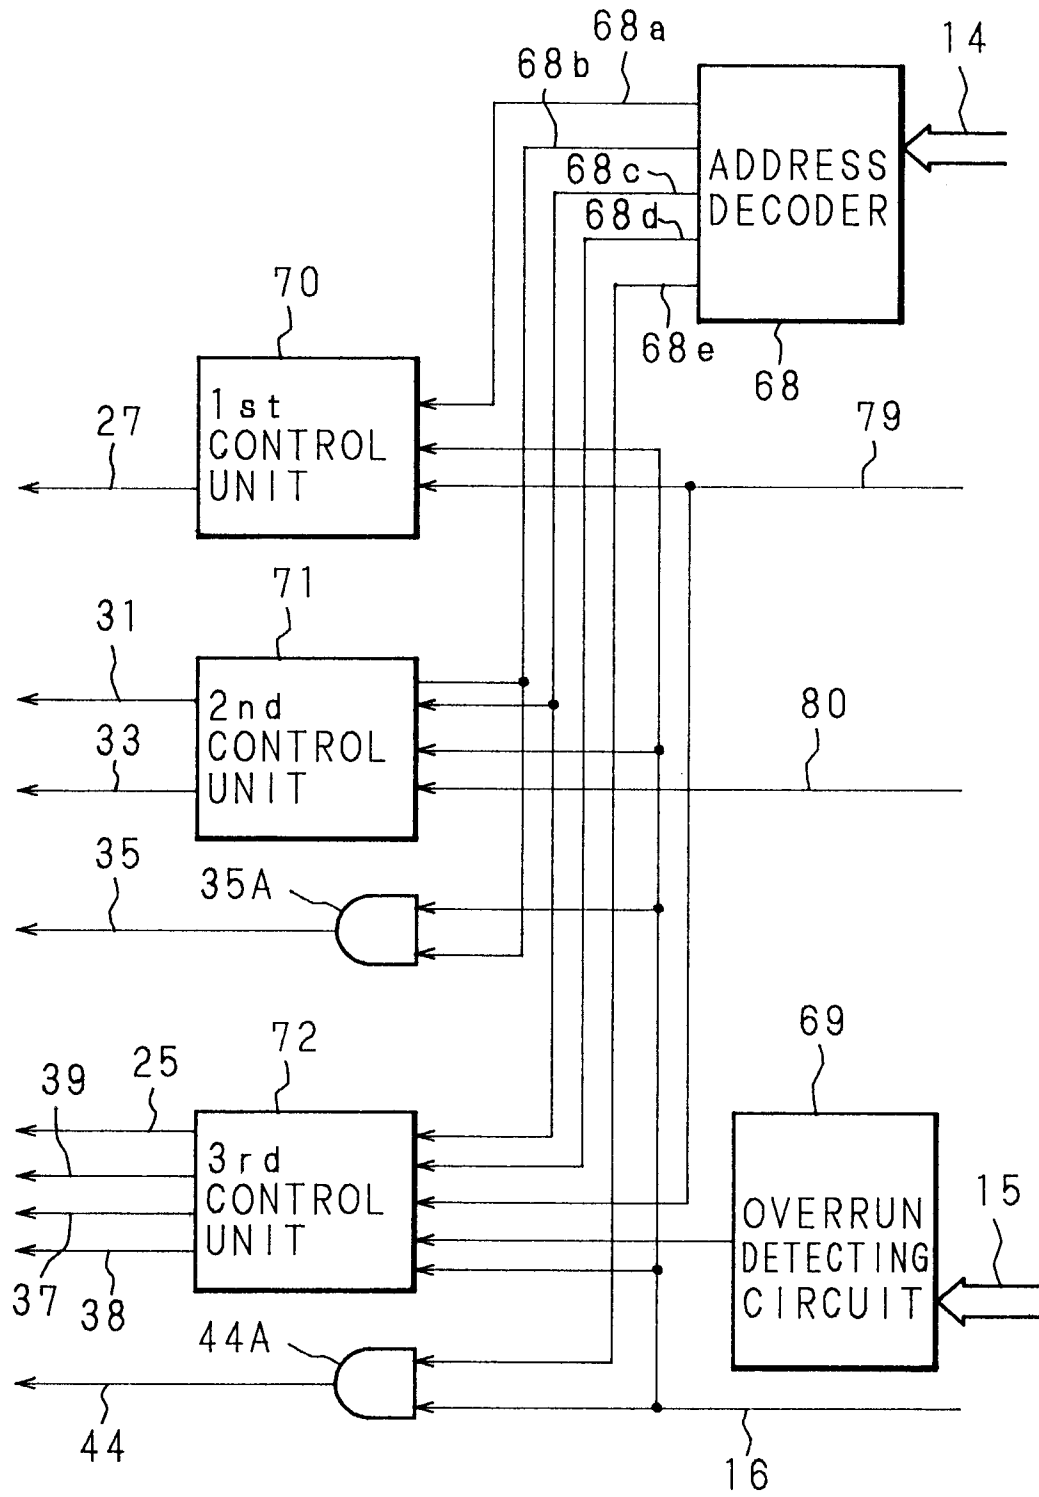 68a
14
68b
ADDRESS
DECODER
68c
68d
68e
68
70
1st
CONTROL
UNIT
27
79
71
31
2nd
CONTROL
UNIT
33
80
35
35A
72
69
25
39
3rd
CONTROL
UNIT
15
OVERRUN
DETECTING
CIRCUIT
37
38
44A
44
16